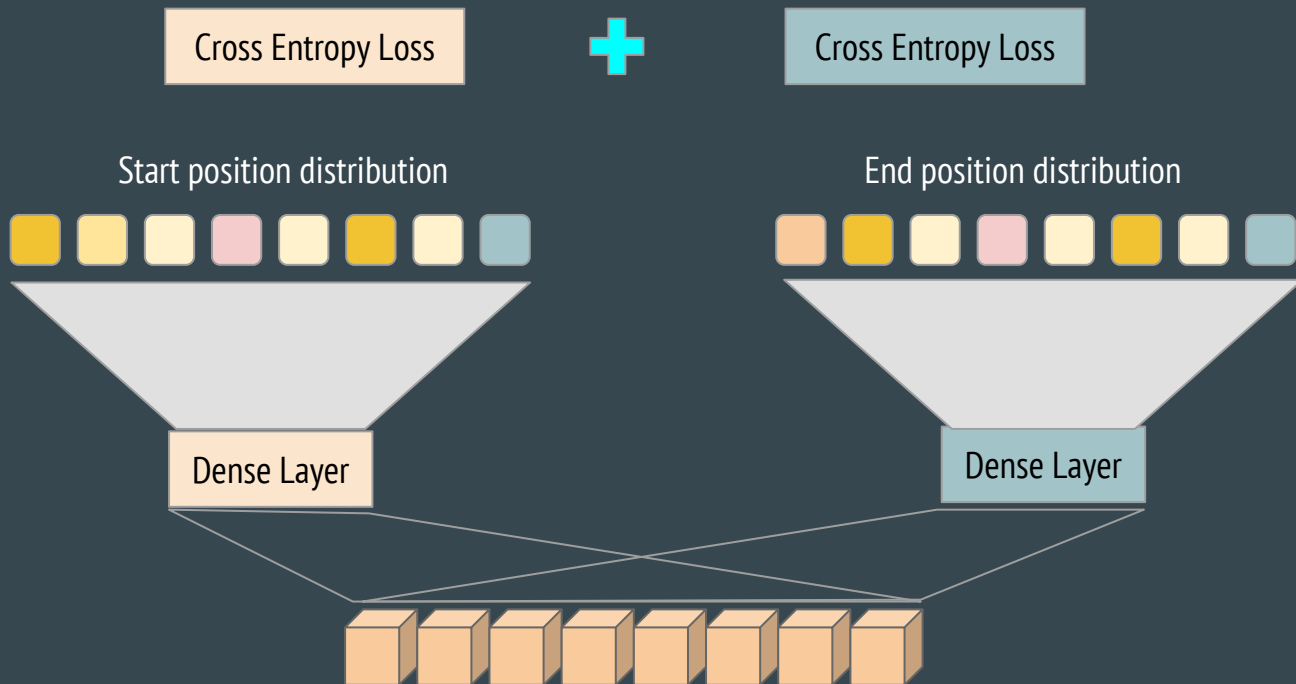 Cross Entropy Loss
Cross Entropy Loss
Start position distribution
End position distribution
Dense Layer
Dense Layer